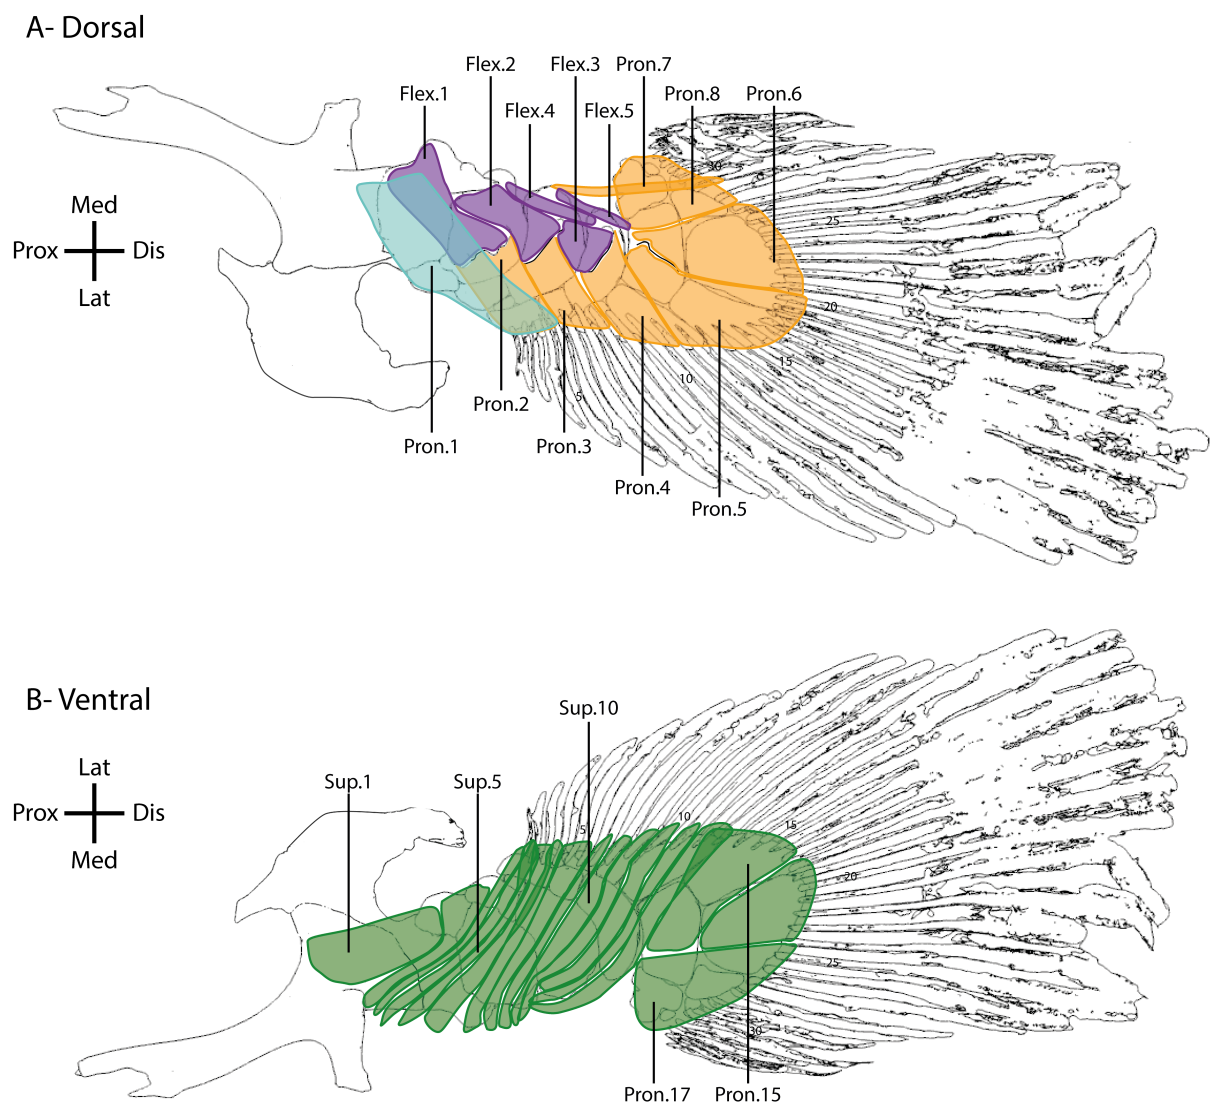 A- Dorsal
Flex.2 Flex.3 Pron.7
Flex.1 Flex.4 Flex.5 Pron.8 Pron.6
30
Med
25
Prox Dis
Lat
20
15
10
5
Pron.2
Pron.1 Pron.3
Pron.4
Pron.5
B- Ventral
Sup.10
Lat
Sup.1 Sup.5
Prox Dis
10
5 15
Med
20
25
30
Pron.17 Pron.15